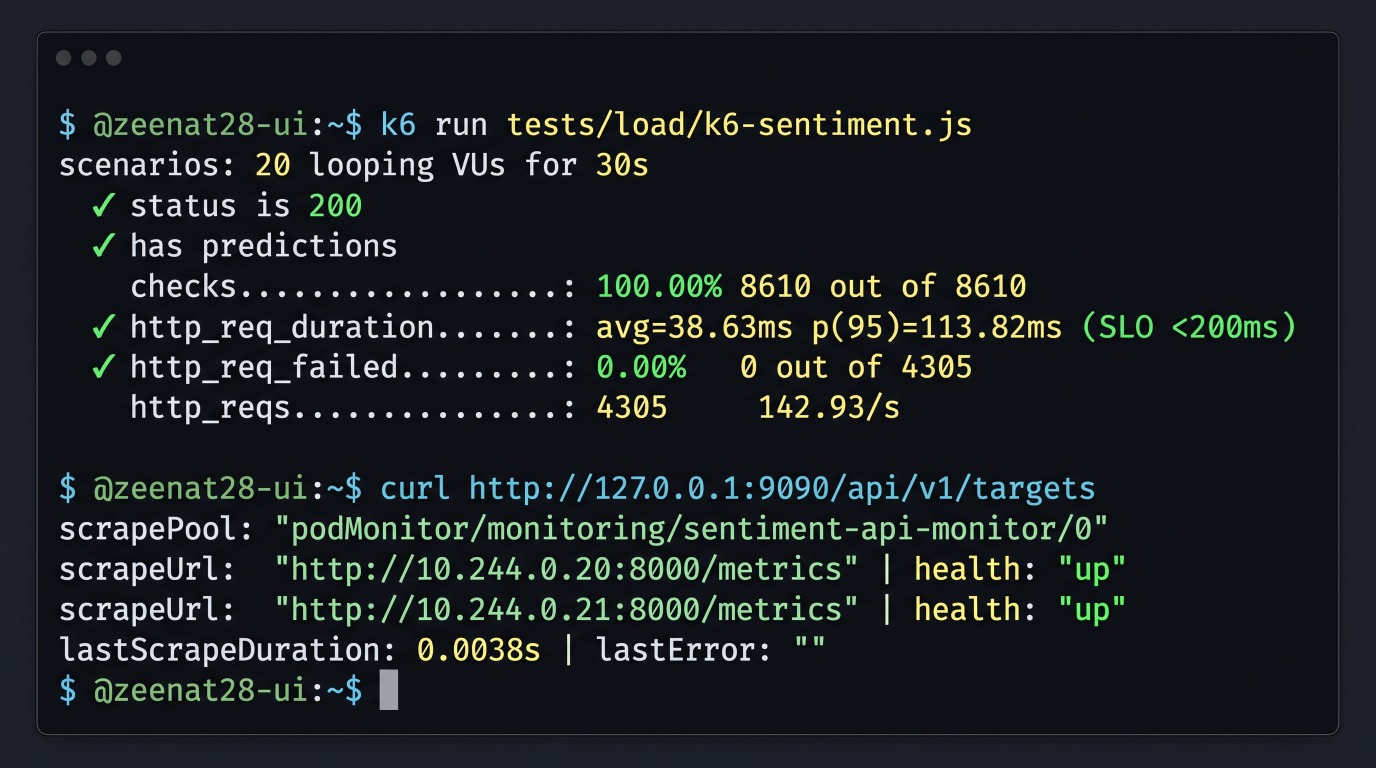 $ @zeenat28-ui:~$ k6 run tests/load/k6-sentiment.js
scenarios: 20 looping VUs for 30s
✓ status is 200
✓ has predictions
checks..................: 100.00% 8610 out of 8610
✓ http_req_duration.......: avg=38.63ms p(95)=113.82ms (SLO <200ms)
✓ http_req_failed.........: 0.00% 0 out of 4305
http_reqs...............: 4305 142.93/s
$ @zeenat28-ui:~$ curl http://127.0.0.1:9090/api/v1/targets
scrapePool: "podMonitor/monitoring/sentiment-api-monitor/0"
scrapeUrl: "http://10.244.0.20:8000/metrics" | health: "up"
scrapeUrl: "http://10.244.0.21:8000/metrics" | health: "up"
lastScrapeDuration: 0.0038s | lastError: ""
$ @zeenat28-ui:~$